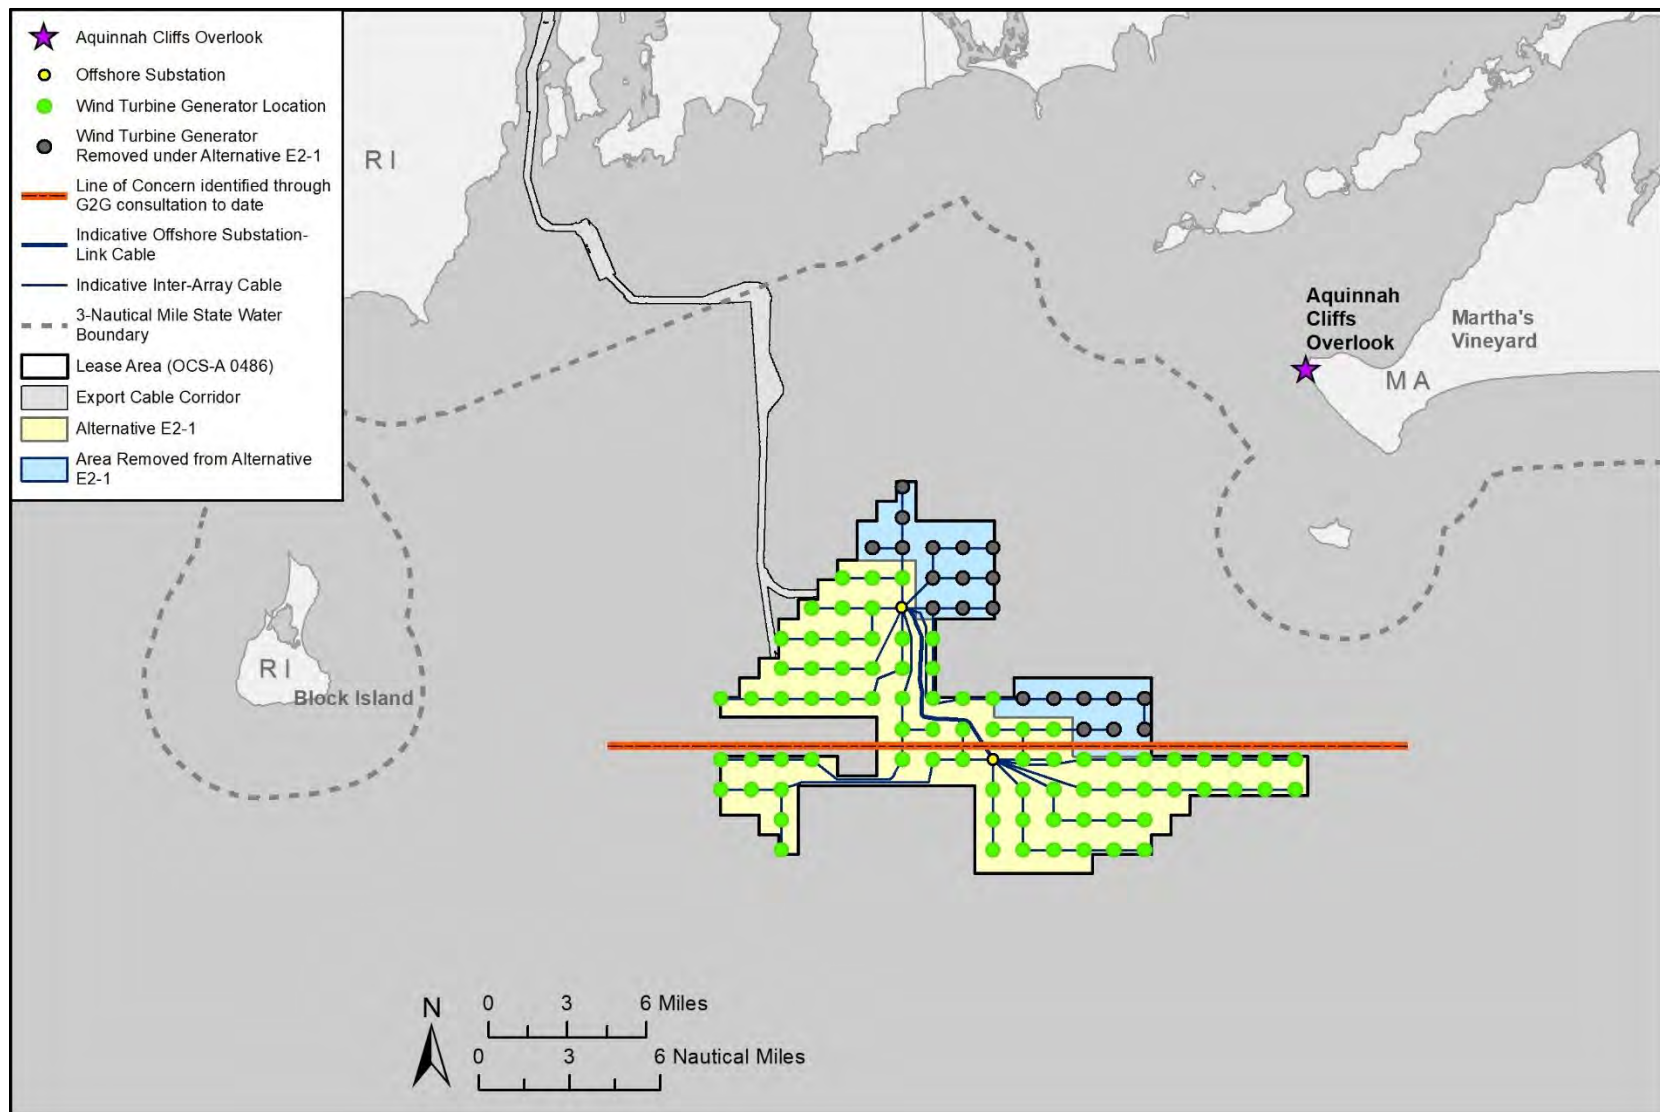 Aquinnah Cliffs Overlook
Offshore Substation
Wind Turbine Generator Location
Wind Turbine Generator
Removed under Alternative E2-1
Line of Concern identified through
G2G consultation to date
Indicative Offshore Substation-
Link Cable
Indicative Inter-Array Cable
3-Nautical Mile State Water
Boundary
Lease Area (OCS-A 0486)
Export Cable Corridor
Alternative E2-1
Area Removed from Alternative
E2-1
RI
Aquinnah
Cliffs
Overlook
Martha's
Vineyard
MA
RI
Block Island
N
0 3 6 Miles
0 3 6 Nautical Miles